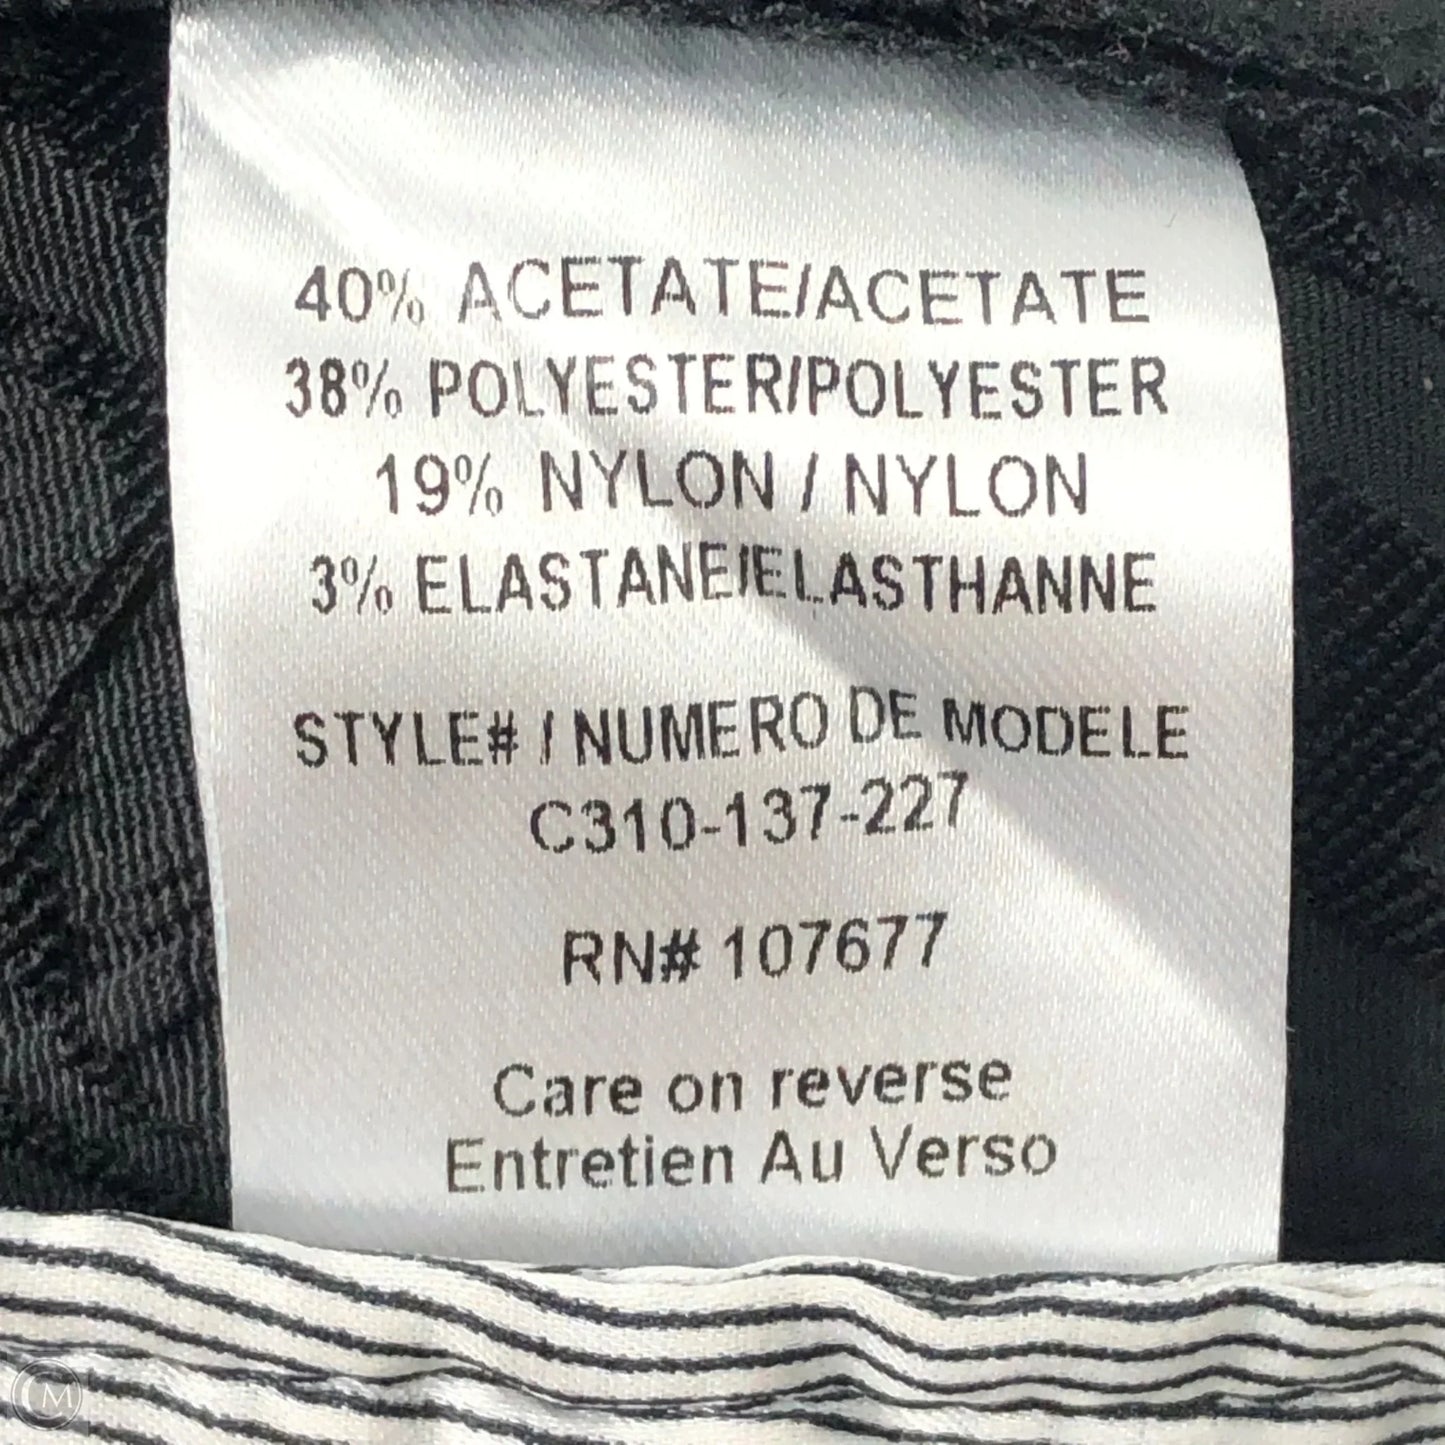 40% ACETATE/ACETATE
38% POLYESTER/POLYESTER
19% NYLON / NYLON
3% ELASTANE/ELASTHANNE
STYLE# / NUMERO DE MODELE
C310-137-227
RN# 107677
Care on reverse
Entretien Au Verso
CM